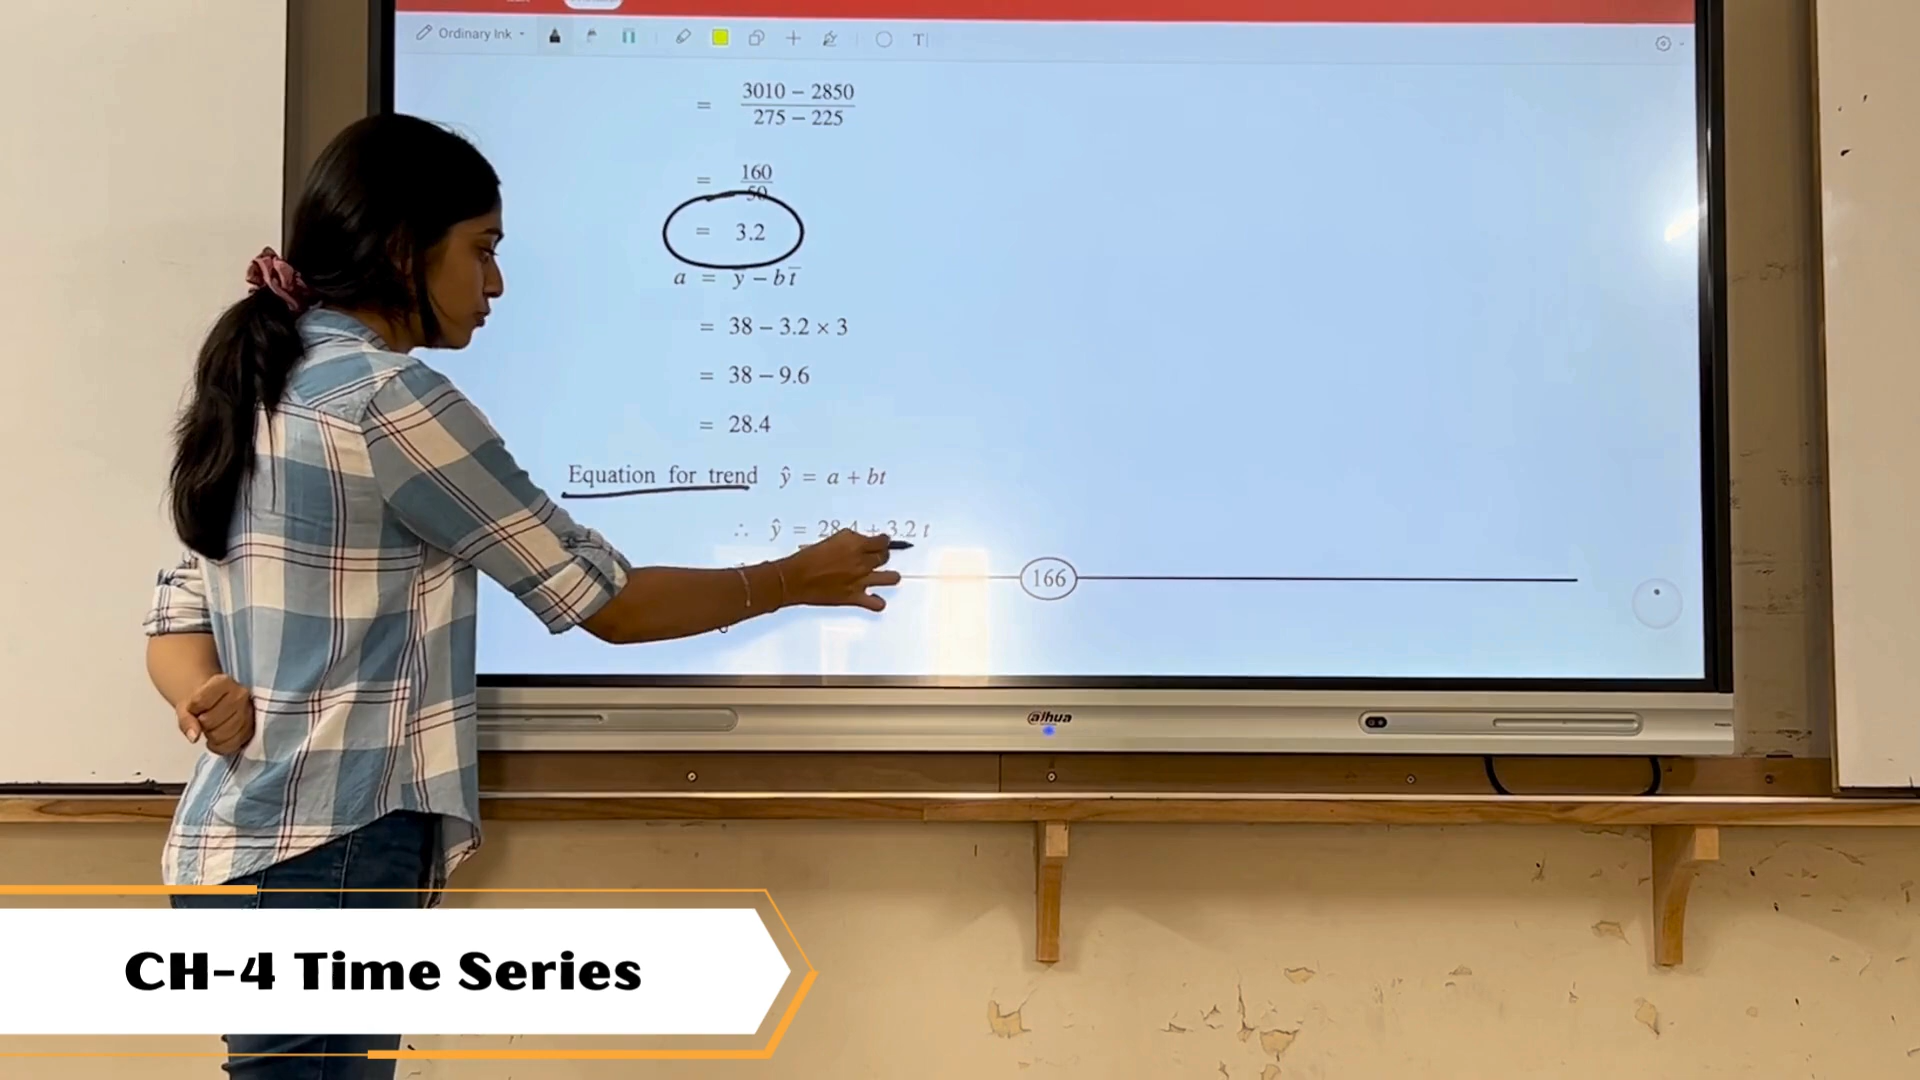 Ordinary Ink
T
= 3010 – 2850
275 – 225
= 160
50
= 3.2
a = y̅ – b t̅
= 38 – 3.2 × 3
= 38 – 9.6
= 28.4
Equation for trend ŷ = a + bt
∴ ŷ = 28.4 + 3.2 t
166
alhua
CH-4 Time Series